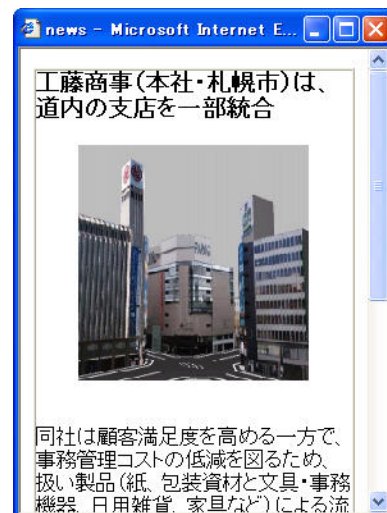 news - Microsoft Internet E...
工藤商事(本社・札幌市)は、
道内の支店を一部統合
同社は顧客満足度を高める一方で、
事務管理コストの低減を図るため、
扱い製品(紙、包装資材と文具・事務
機器、日用雑貨、家具など)による流